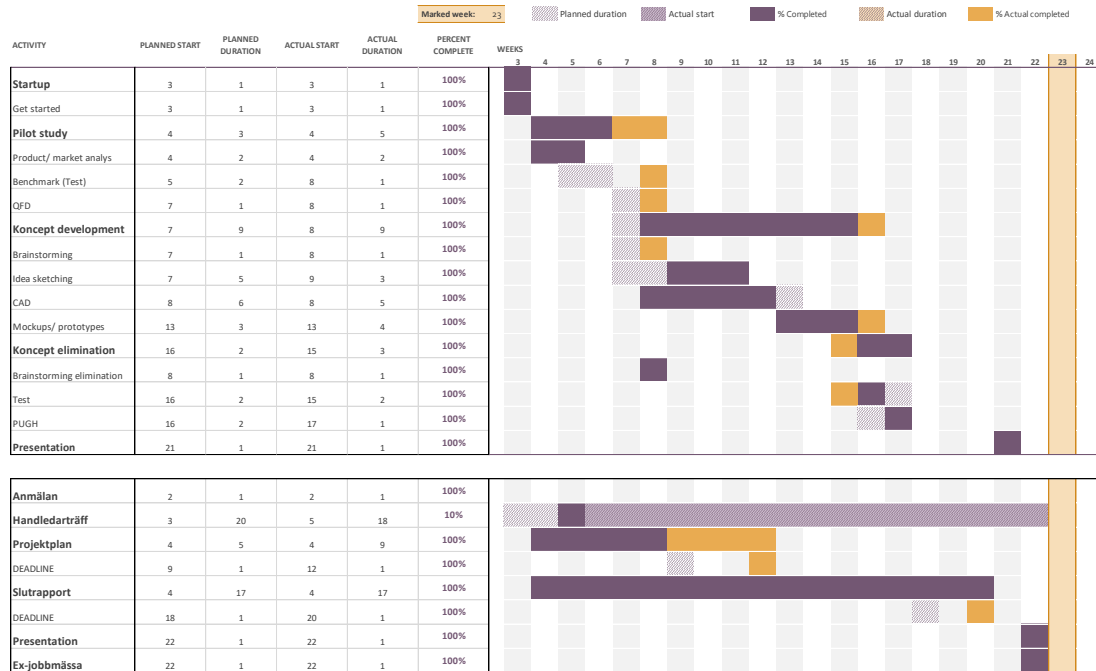 Marked week: 23 Planned duration Actual start % Completed Actual duration % Actual completed
ACTIVITY PLANNED START PLANNED DURATION ACTUAL START ACTUAL DURATION PERCENT COMPLETE WEEKS
3 4 5 6 7 8 9 10 11 12 13 14 15 16 17 18 19 20 21 22 23 24
Startup 3 1 3 1 100%
Get started 3 1 3 1 100%
Pilot study 4 3 4 5 100%
Product/ market analys 4 2 4 2 100%
Benchmark (Test) 5 2 8 1 100%
QFD 7 1 8 1 100%
Koncept development 7 9 8 9 100%
Brainstorming 7 1 8 1 100%
Idea sketching 7 5 9 3 100%
CAD 8 6 8 5 100%
Mockups/ prototypes 13 3 13 4 100%
Koncept elimination 16 2 15 3 100%
Brainstorming elimination 8 1 8 1 100%
Test 16 2 15 2 100%
PUGH 16 2 17 1 100%
Presentation 21 1 21 1 100%
Anmälan 2 1 2 1 100%
Handledarträff 3 20 5 18 10%
Projektplan 4 5 4 9 100%
DEADLINE 9 1 12 1 100%
Slutrapport 4 17 4 17 100%
DEADLINE 18 1 20 1 100%
Presentation 22 1 22 1 100%
Ex-jobbmässa 22 1 22 1 100%